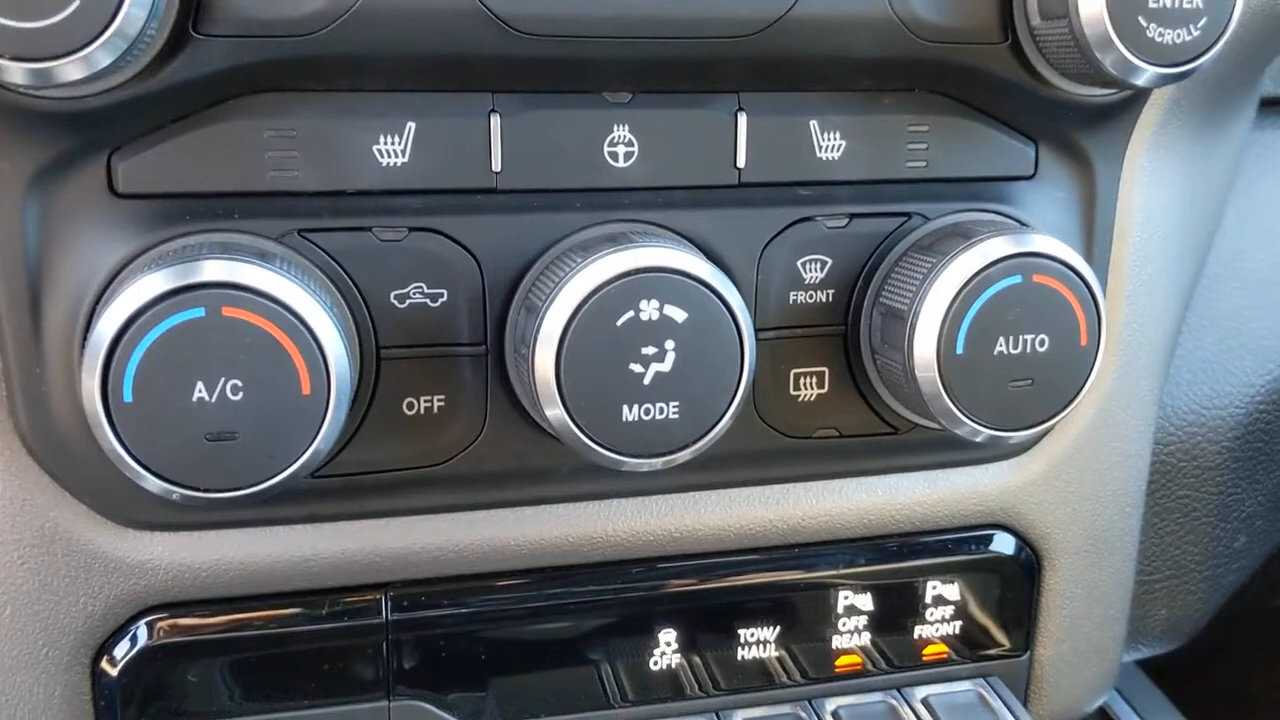 ENTER
SCROLL
FRONT
A/C
OFF
MODE
AUTO
OFF
TOW/
HAUL
P
OFF
REAR
P
OFF
FRONT